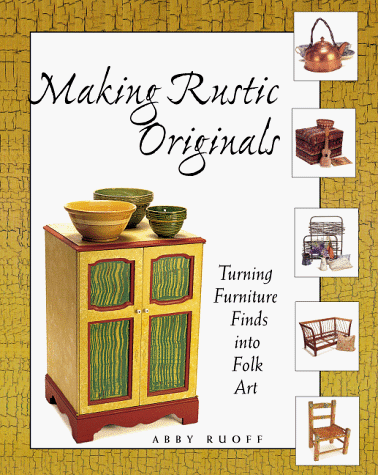 Making Rustic
Originals
Turning
Furniture
Finds
into
Folk
Art
ABBY RUOFF